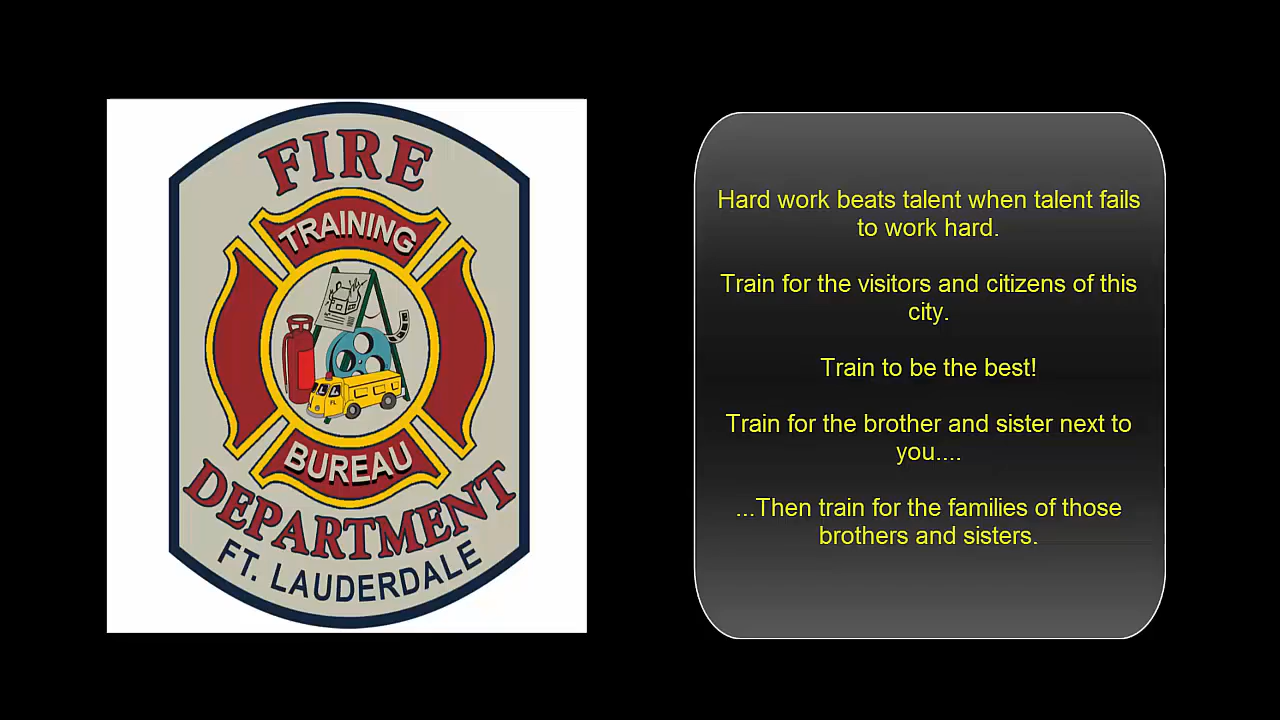 FIRE
TRAINING
FL
BUREAU
DEPARTMENT
FT. LAUDERDALE
Hard work beats talent when talent fails
to work hard.
Train for the visitors and citizens of this
city.
Train to be the best!
Train for the brother and sister next to
you....
...Then train for the families of those
brothers and sisters.